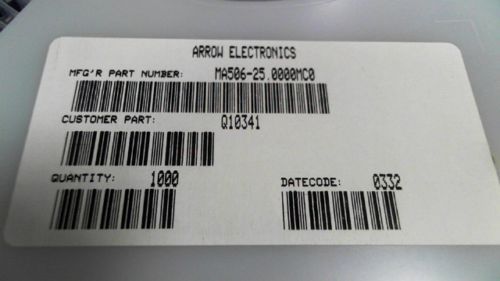 ARROW ELECTRONICS
MFG'R PART NUMBER: MA506-25.0000MC0
CUSTOMER PART: Q10341
QUANTITY: 1000 DATECODE: 0332